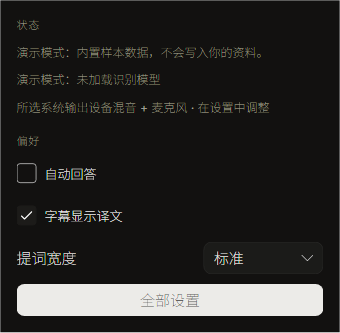 状态
演示模式：内置样本数据，不会写入你的资料。
演示模式：未加载识别模型
所选系统输出设备混音 + 麦克风 · 在设置中调整
偏好
自动回答
字幕显示译文
提词宽度
标准
全部设置